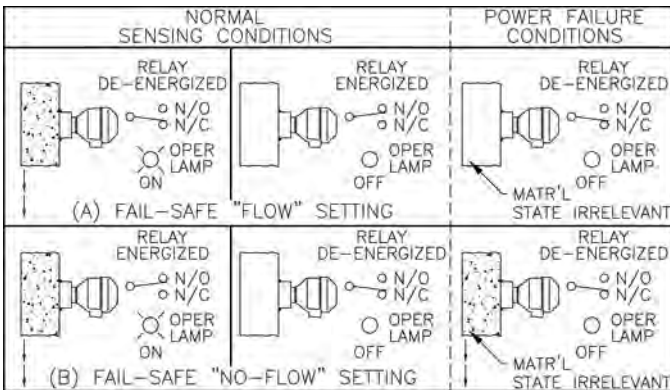 NORMAL
SENSING CONDITIONS
POWER FAILURE
CONDITIONS
RELAY
DE-ENERGIZED
N/O
N/C
OPER
LAMP
ON
RELAY
ENERGIZED
N/O
N/C
OPER
LAMP
OFF
RELAY
DE-ENERGIZED
N/O
N/C
OPER
LAMP
OFF
MATR'L
STATE IRRELEVANT
(A) FAIL-SAFE "FLOW" SETTING
RELAY
ENERGIZED
N/O
N/C
OPER
LAMP
ON
RELAY
DE-ENERGIZED
N/O
N/C
OPER
LAMP
OFF
RELAY
DE-ENERGIZED
N/O
N/C
OPER
LAMP
OFF
MATR'L
STATE IRRELEVANT
(B) FAIL-SAFE "NO-FLOW" SETTING